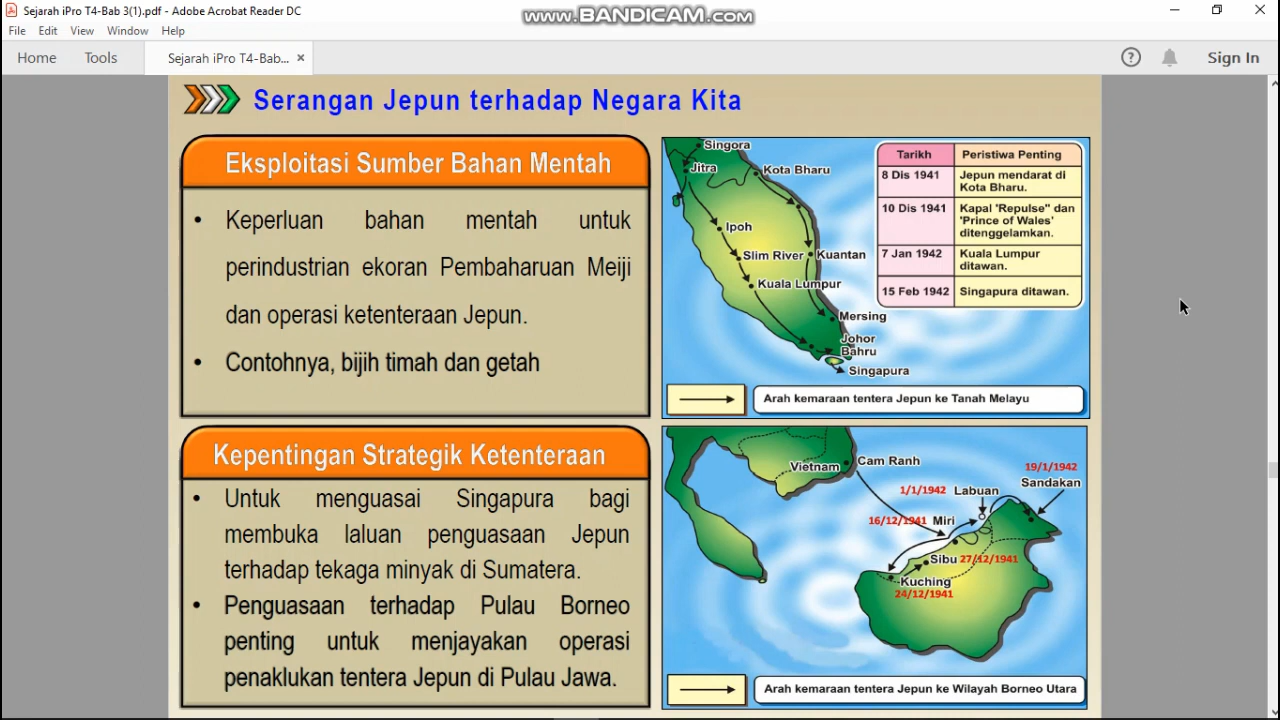 Sejarah iPro T4-Bab 3(1).pdf - Adobe Acrobat Reader DC
www.BANDICAM.com
File Edit View Window Help
Home Tools Sejarah iPro T4-Bab... × Sign In
Serangan Jepun terhadap Negara Kita
Eksploitasi Sumber Bahan Mentah
• Keperluan bahan mentah untuk
perindustrian ekoran Pembaharuan Meiji
dan operasi ketenteraan Jepun.
• Contohnya, bijih timah dan getah
Singora
Jitra
Kota Bharu
Ipoh
Slim River
Kuantan
Kuala Lumpur
Mersing
Johor
Bahru
Singapura
Tarikh Peristiwa Penting
8 Dis 1941 Jepun mendarat di
Kota Bharu.
10 Dis 1941 Kapal 'Repulse" dan
'Prince of Wales'
ditenggelamkan.
7 Jan 1942 Kuala Lumpur
ditawan.
15 Feb 1942 Singapura ditawan.
Arah kemaraan tentera Jepun ke Tanah Melayu
Kepentingan Strategik Ketenteraan
• Untuk menguasai Singapura bagi
membuka laluan penguasaan Jepun
terhadap tekaga minyak di Sumatera.
• Penguasaan terhadap Pulau Borneo
penting untuk menjayakan operasi
penaklukan tentera Jepun di Pulau Jawa.
Vietnam
Cam Ranh
19/1/1942
Sandakan
1/1/1942 Labuan
16/12/1941 Miri
Sibu 27/12/1941
Kuching
24/12/1941
Arah kemaraan tentera Jepun ke Wilayah Borneo Utara